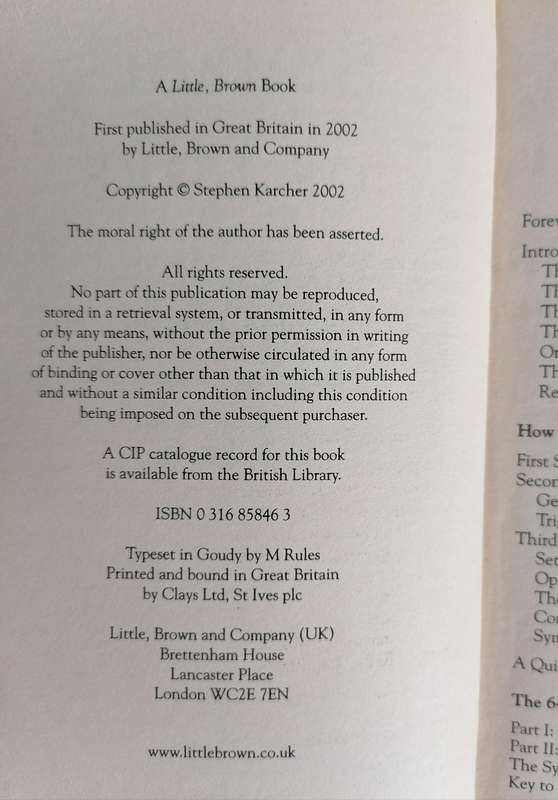 A Little, Brown Book
First published in Great Britain in 2002
by Little, Brown and Company
Copyright © Stephen Karcher 2002
The moral right of the author has been asserted.
All rights reserved.
No part of this publication may be reproduced,
stored in a retrieval system, or transmitted, in any form
or by any means, without the prior permission in writing
of the publisher, nor be otherwise circulated in any form
of binding or cover other than that in which it is published
and without a similar condition including this condition
being imposed on the subsequent purchaser.
A CIP catalogue record for this book
is available from the British Library.
ISBN 0 316 85846 3
Typeset in Goudy by M Rules
Printed and bound in Great Britain
by Clays Ltd, St Ives plc
Little, Brown and Company (UK)
Brettenham House
Lancaster Place
London WC2E 7EN
www.littlebrown.co.uk
How
First
A
The
Part I:
Part II:
The
Key to